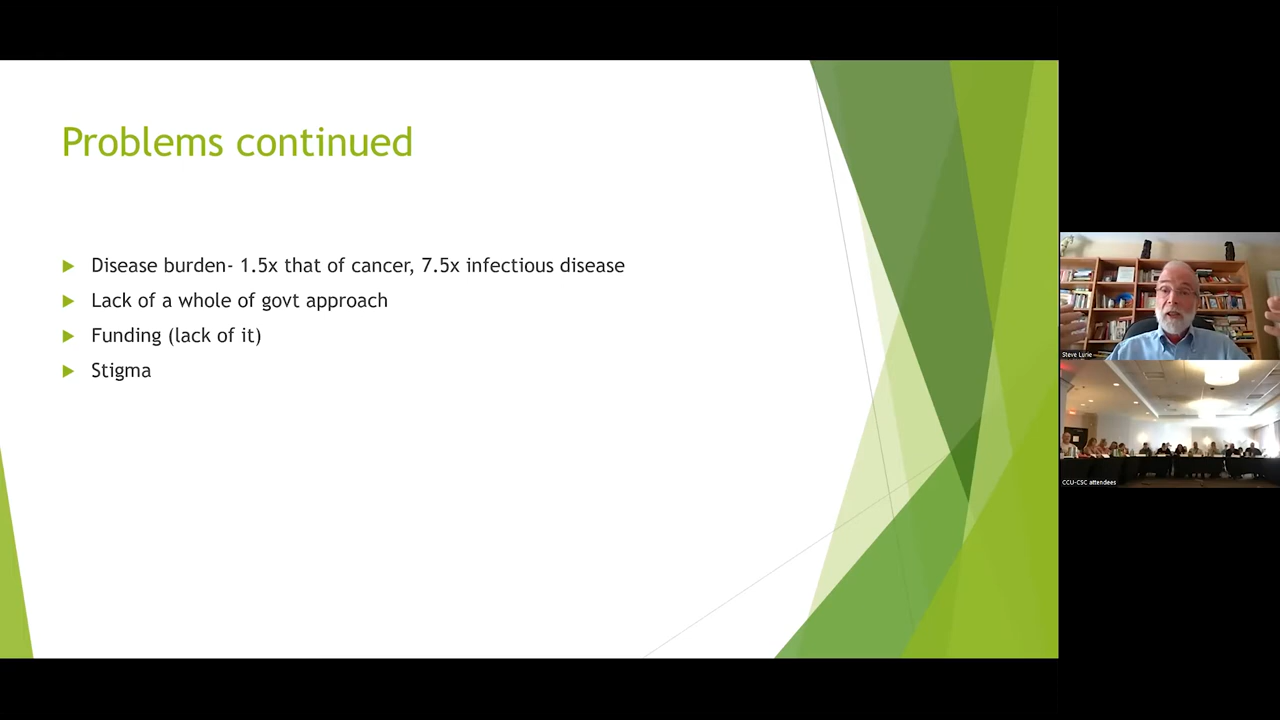 Problems continued
Disease burden- 1.5x that of cancer, 7.5x infectious disease
Lack of a whole of govt approach
Funding (lack of it)
Stigma
Steve Lurie
CCU-CSC attendees